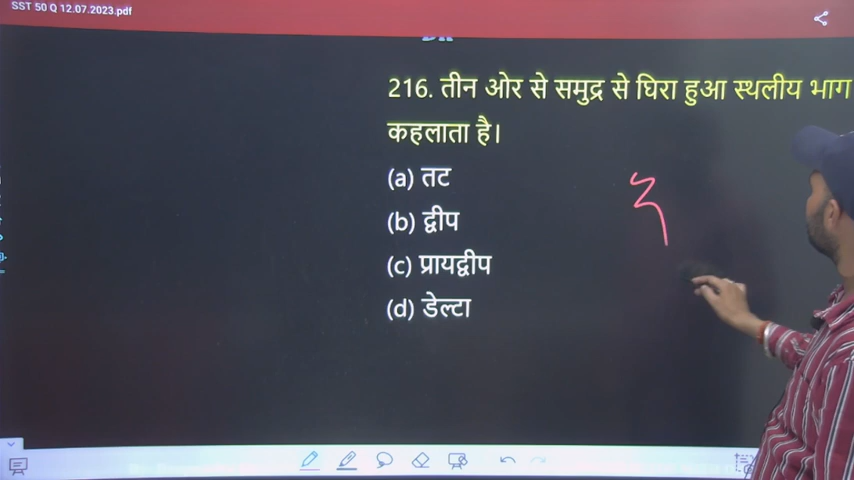 SST 50 Q 12.07.2023.pdf
216. तीन ओर से समुद्र से घिरा हुआ स्थलीय भाग
कहलाता है।
(a) तट
(b) द्वीप
(c) प्रायद्वीप
(d) डेल्टा